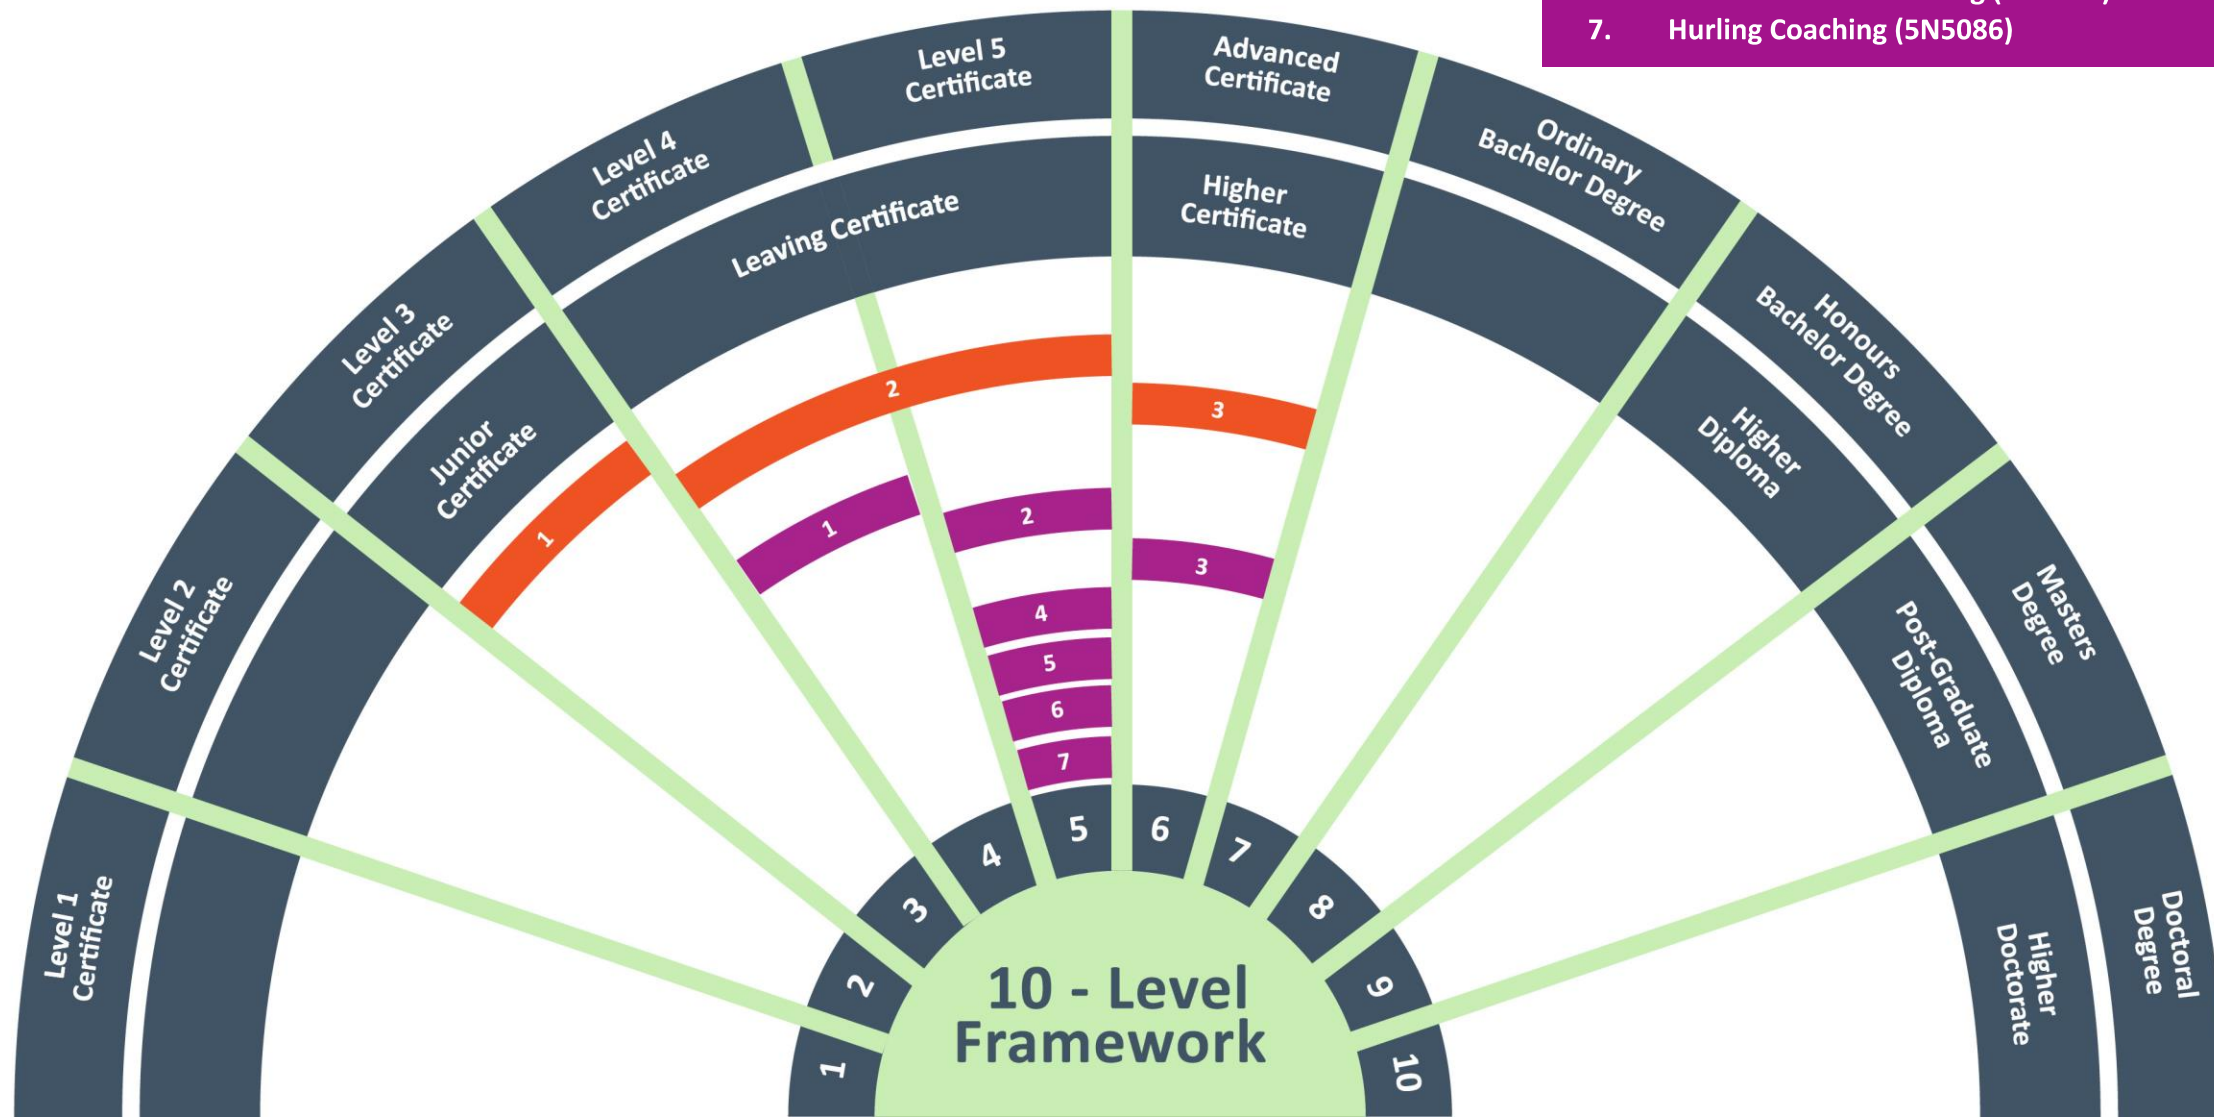 7. Hurling Coaching (5N5086)
Level 1
Certificate
Level 2
Certificate
Level 3
Certificate
Level 4
Certificate
Level 5
Certificate
Advanced
Certificate
Ordinary
Bachelor Degree
Honours
Bachelor Degree
Masters
Degree
Doctoral
Degree
Junior
Certificate
Leaving Certificate
Higher
Certificate
Higher
Diploma
Post-Graduate
Diploma
Higher
Doctorate
1
2
3
1
2
3
4
5
6
7
1
2
3
4
5
6
7
8
9
10
10 - Level
Framework